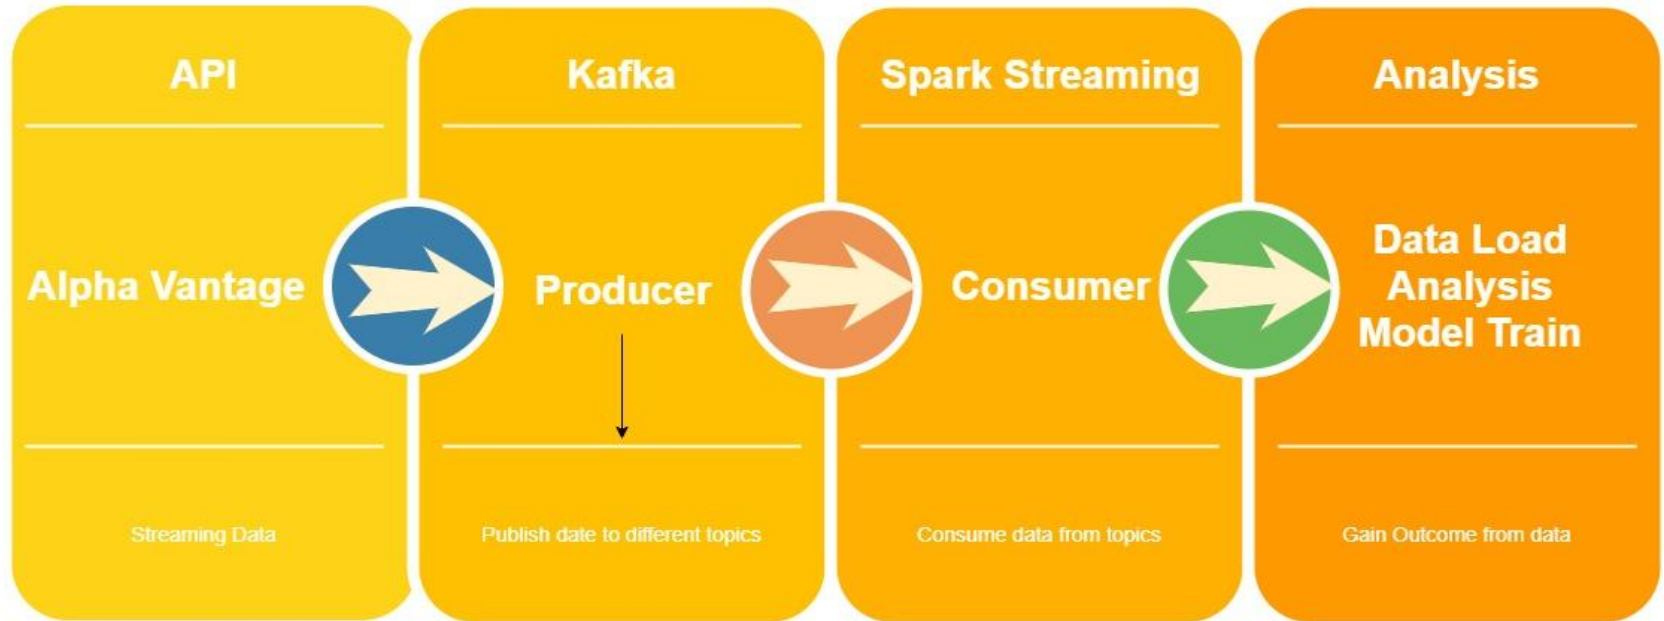 API
Kafka
Spark Streaming
Analysis
Alpha Vantage
Producer
Consumer
Data Load
Analysis
Model Train
Streaming Data
Publish date to different topics
Consume data from topics
Gain Outcome from data